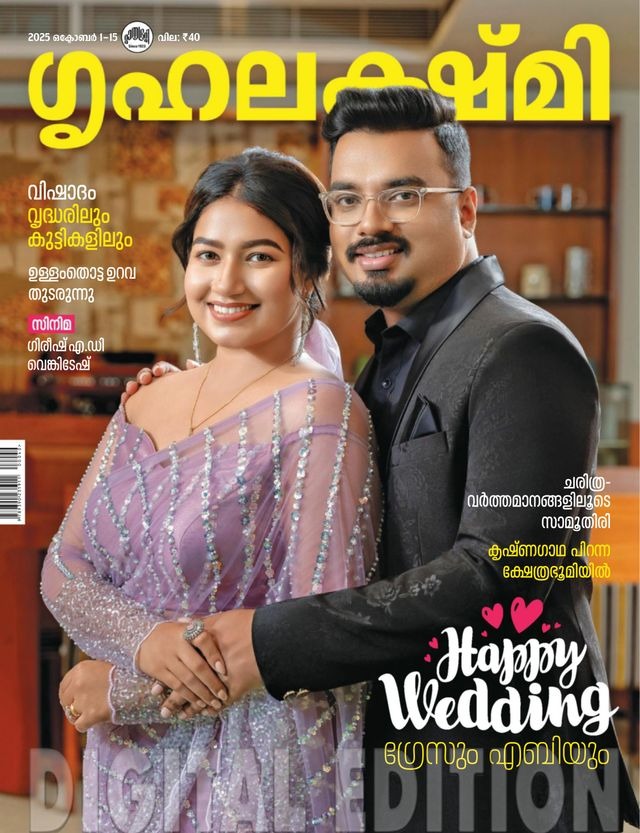 2025 ഒക്ടോബർ 1-15
വില: ₹40
ഗൃഹലക്ഷ്മി
വിഷാദം
വൃദ്ധരിലും
കുട്ടികളിലും
ഉള്ളംതൊട്ട ഉറവ
തുടരുന്നു
സിനിമ
ഗിരീഷ് എ.ഡി
വെങ്കിടേഷ്
ചരിത്ര-
വർത്തമാനങ്ങളിലൂടെ
സാമൂതിരി
കൃഷ്ണഗാഥ പിറന്ന
ക്ഷേത്രഭൂമിയിൽ
Happy
Wedding
ഗ്രേസും എബിയും
DIGITAL EDITION